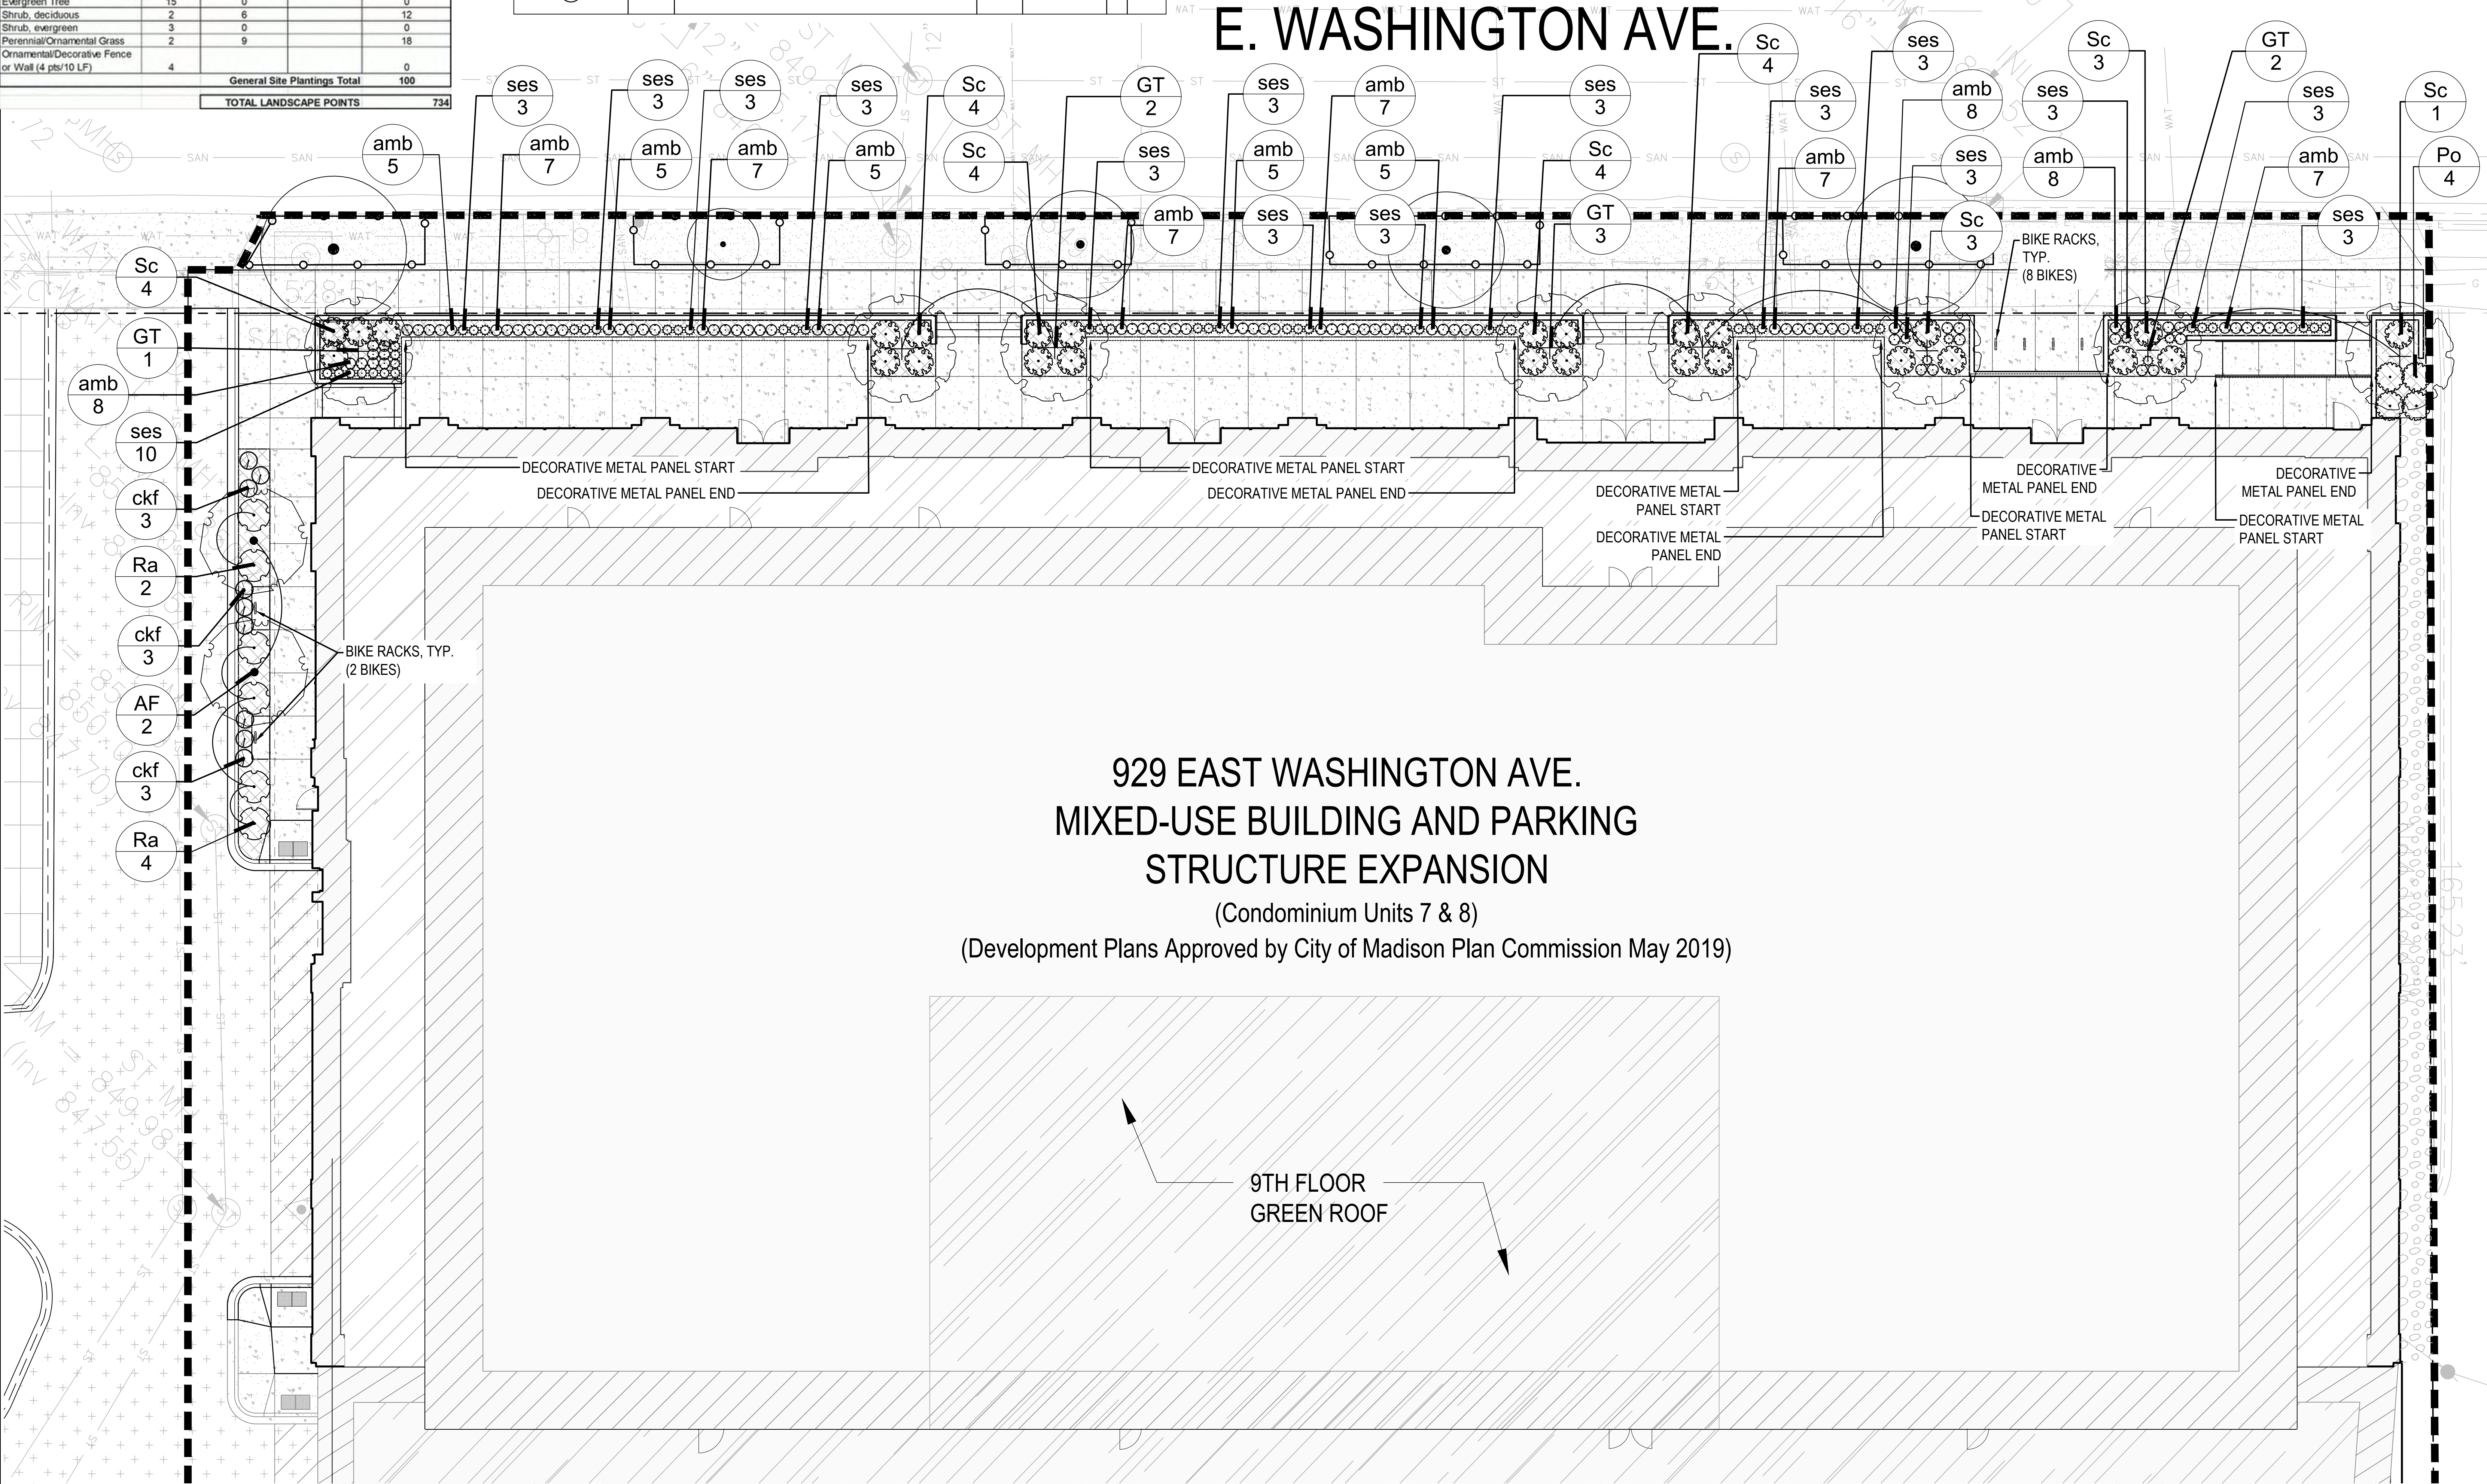 Evergreen Tree 15 0 0
Shrub, deciduous 2 6 12
Shrub, evergreen 3 0 0
Perennial/Ornamental Grass 2 9 18
Ornamental/Decorative Fence
or Wall (4 pts/10 LF) 4 0
General Site Plantings Total 100
TOTAL LANDSCAPE POINTS 734
E. WASHINGTON AVE.
ses
3
ses
3
ses
3
ses
3
Sc
4
GT
2
ses
3
amb
7
ses
3
Sc
4
ses
3
ses
3
amb
8
Sc
3
ses
3
GT
2
ses
3
Sc
1
amb
5
amb
7
amb
5
amb
7
amb
5
Sc
4
ses
3
amb
5
amb
5
Sc
4
amb
7
ses
3
amb
8
amb
7
Po
4
amb
7
ses
3
ses
3
GT
3
Sc
3
ses
3
BIKE RACKS,
TYP.
(8 BIKES)
Sc
4
GT
1
amb
8
ses
10
ckf
3
Ra
2
ckf
3
AF
2
ckf
3
Ra
4
DECORATIVE METAL PANEL START
DECORATIVE METAL PANEL END
DECORATIVE METAL PANEL START
DECORATIVE METAL PANEL END
DECORATIVE METAL
PANEL START
DECORATIVE METAL
PANEL END
DECORATIVE
METAL PANEL END
DECORATIVE METAL
PANEL START
DECORATIVE
METAL PANEL END
DECORATIVE METAL
PANEL START
BIKE RACKS, TYP.
(2 BIKES)
929 EAST WASHINGTON AVE.
MIXED-USE BUILDING AND PARKING
STRUCTURE EXPANSION
(Condominium Units 7 & 8)
(Development Plans Approved by City of Madison Plan Commission May 2019)
9TH FLOOR
GREEN ROOF
165.23'